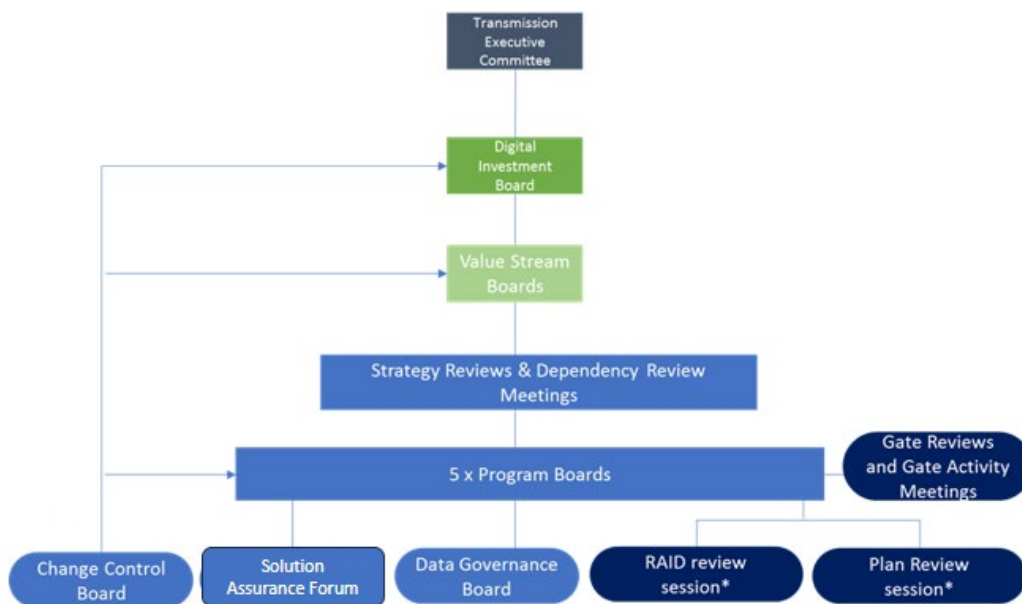 Transmission
Executive
Committee
Digital
Investment
Board
Value Stream
Boards
Strategy Reviews & Dependency Review
Meetings
5 x Program Boards
Gate Reviews
and Gate Activity
Meetings
Change Control
Board
Solution
Assurance Forum
Data Governance
Board
RAID review
session*
Plan Review
session*